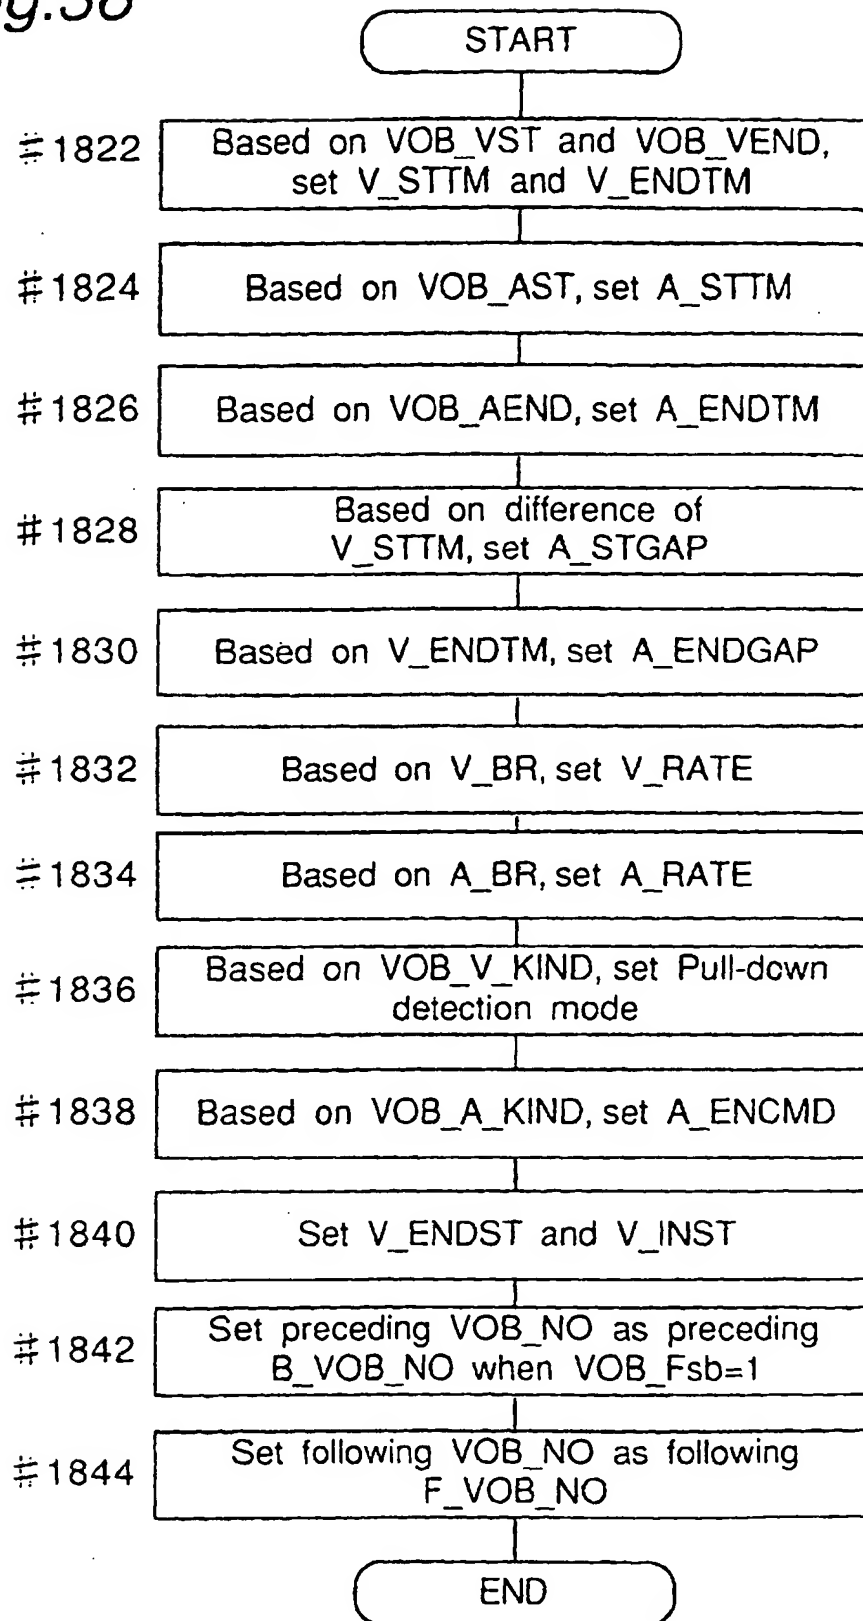 START
#1822
Based on VOB_VST and VOB_VEND,
set V_STTM and V_ENDTM
#1824
Based on VOB_AST, set A_STTM
#1826
Based on VOB_AEND, set A_ENDTM
#1828
Based on difference of
V_STTM, set A_STGAP
#1830
Based on V_ENDTM, set A_ENDGAP
#1832
Based on V_BR, set V_RATE
#1834
Based on A_BR, set A_RATE
#1836
Based on VOB_V_KIND, set Pull-down
detection mode
#1838
Based on VOB_A_KIND, set A_ENCMD
#1840
Set V_ENDST and V_INST
#1842
Set preceding VOB_NO as preceding
B_VOB_NO when VOB_Fsb=1
#1844
Set following VOB_NO as following
F_VOB_NO
END